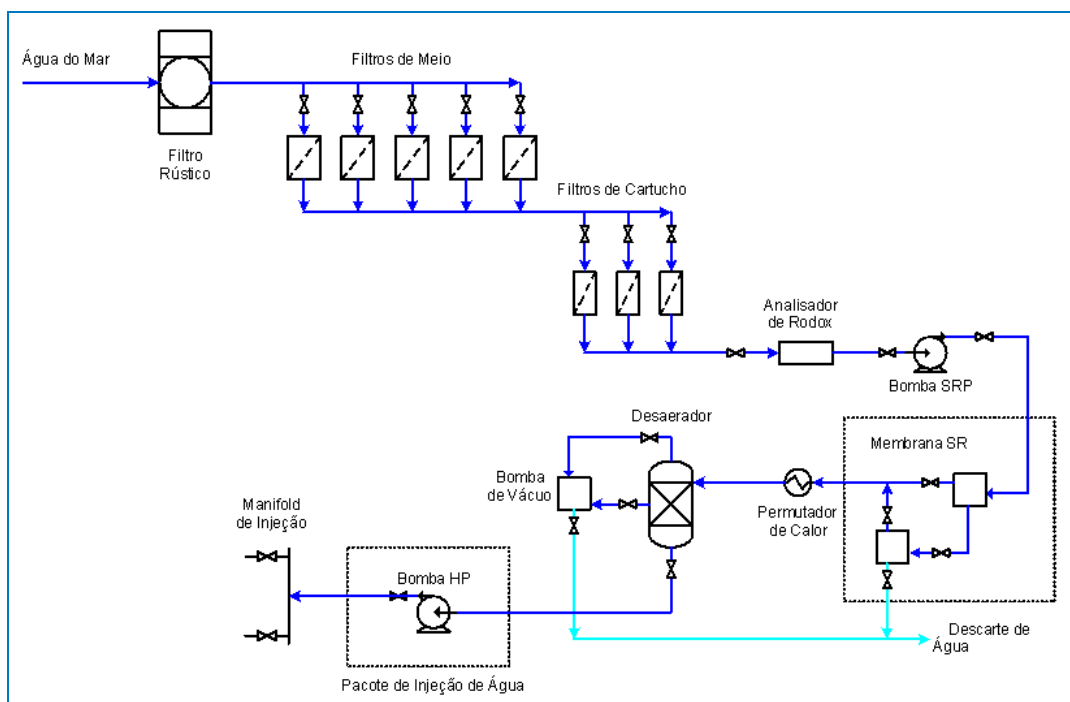 Água do Mar
Filtros de Meio
Filtro
Rústico
Filtros de Cartucho
Analisador
de Rodox
Bomba SRP
Desaerador
Membrana SR
Bomba
de Vácuo
Permutador
de Calor
Manifold
de Injeção
Bomba HP
Descarte de
Água
Pacote de Injeção de Água